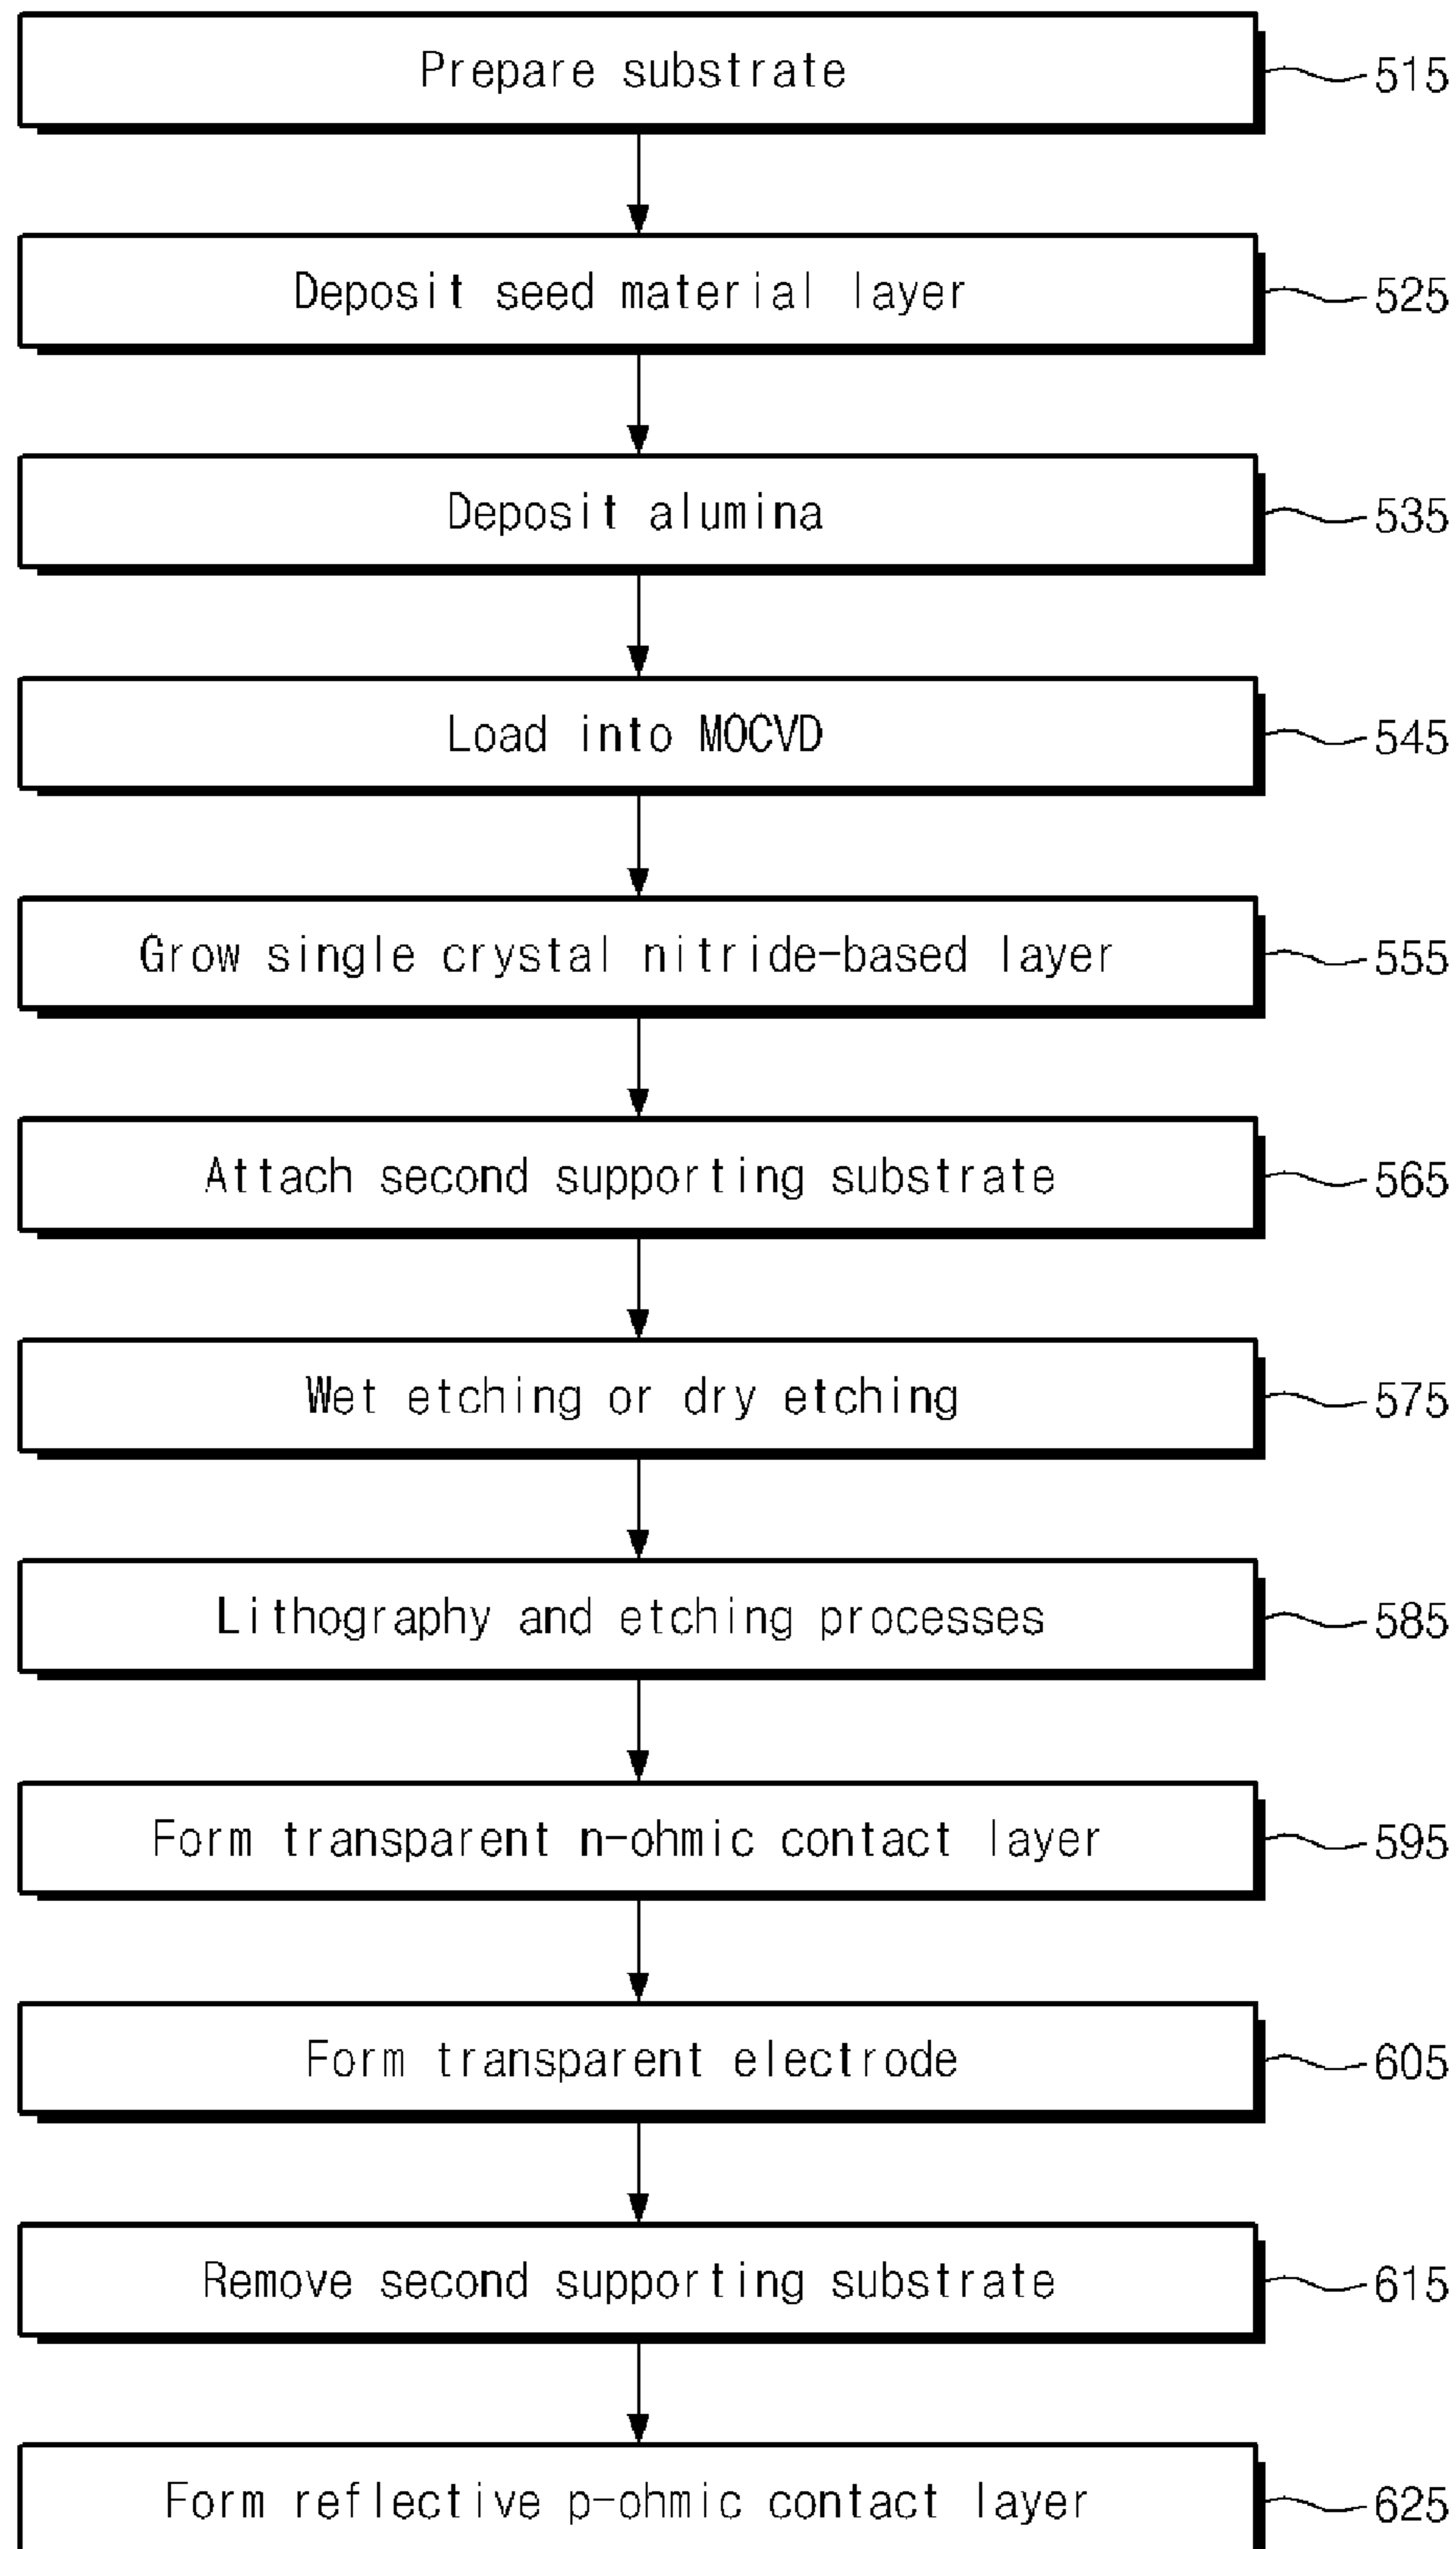 Prepare substrate 515
Deposit seed material layer 525
Deposit alumina 535
Load into MOCVD 545
Grow single crystal nitride-based layer 555
Attach second supporting substrate 565
Wet etching or dry etching 575
Lithography and etching processes 585
Form transparent n-ohmic contact layer 595
Form transparent electrode 605
Remove second supporting substrate 615
Form reflective p-ohmic contact layer 625